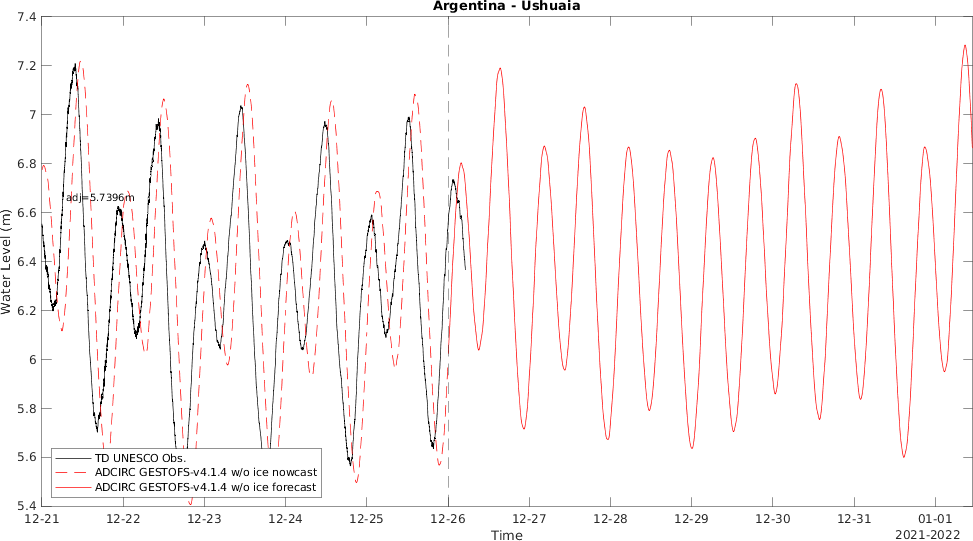 Argentina - Ushuaia
7.4
7.2
7
6.8
6.6
6.4
6.2
6
5.8
5.6
5.4
Water Level (m)
adj=5.7396m
TD UNESCO Obs.
ADCIRC GESTOFS-v4.1.4 w/o ice nowcast
ADCIRC GESTOFS-v4.1.4 w/o ice forecast
12-21 12-22 12-23 12-24 12-25 12-26 12-27 12-28 12-29 12-30 12-31 01-01
Time
2021-2022